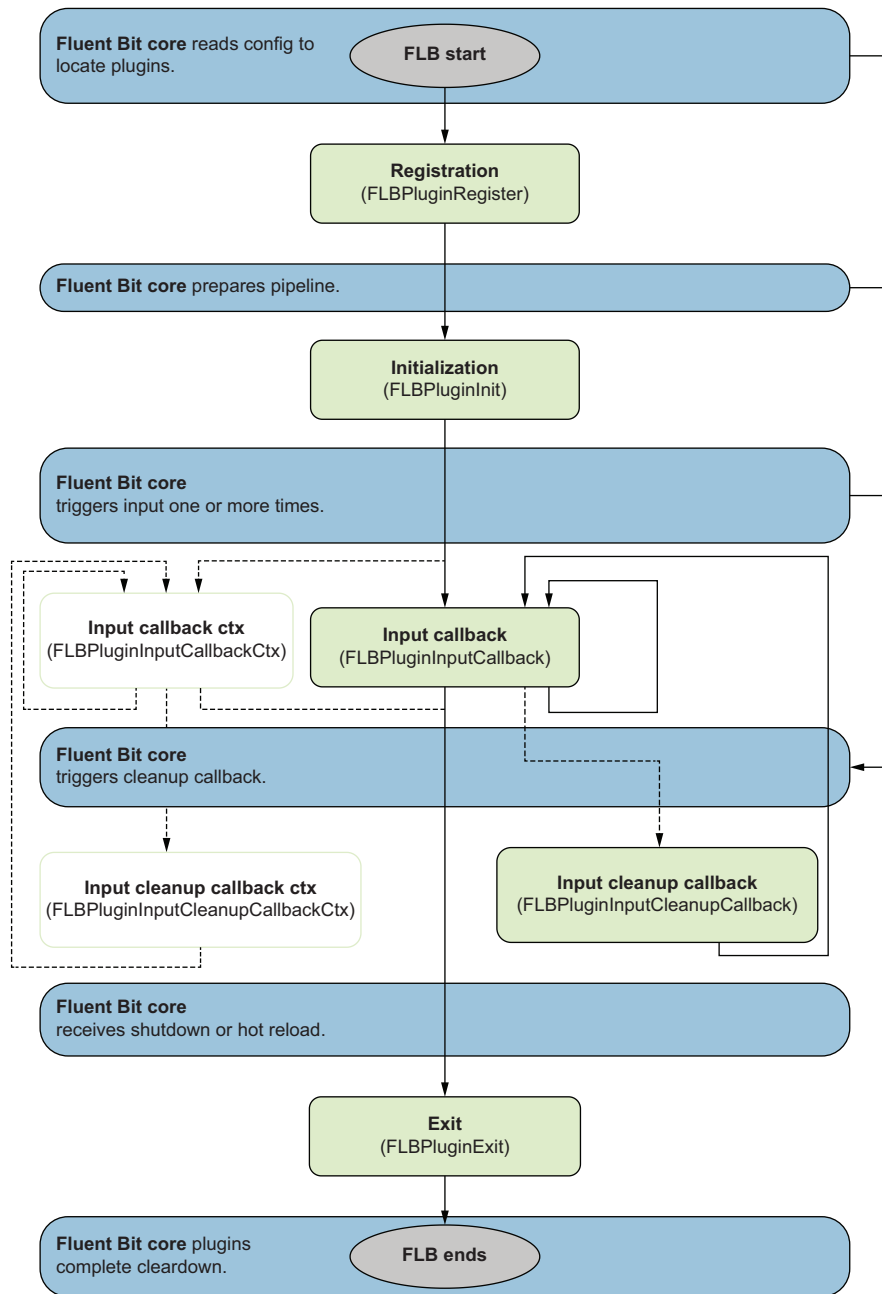 Fluent Bit core reads config to
locate plugins.
FLB start
Registration
(FLBPluginRegister)
Fluent Bit core prepares pipeline.
Initialization
(FLBPluginInit)
Fluent Bit core
triggers input one or more times.
Input callback ctx
(FLBPluginInputCallbackCtx)
Input callback
(FLBPluginInputCallback)
Fluent Bit core
triggers cleanup callback.
Input cleanup callback ctx
(FLBPluginInputCleanupCallbackCtx)
Input cleanup callback
(FLBPluginInputCleanupCallback)
Fluent Bit core
receives shutdown or hot reload.
Exit
(FLBPluginExit)
Fluent Bit core plugins
complete cleardown.
FLB ends